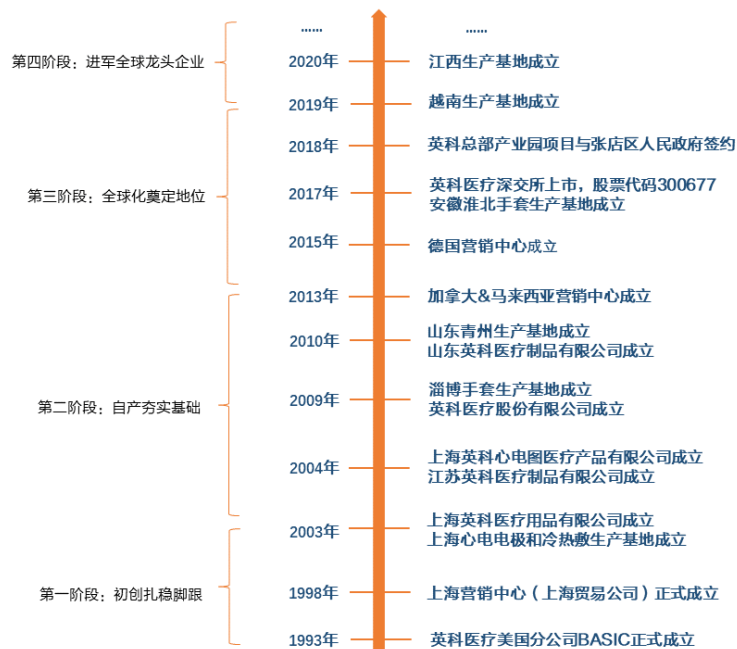 ...... ......
第四阶段：进军全球龙头企业
2020年 江西生产基地成立
2019年 越南生产基地成立
2018年 英科总部产业园项目与张店区人民政府签约
第三阶段：全球化奠定地位
2017年 英科医疗深交所上市，股票代码300677
安徽淮北手套生产基地成立
2015年 德国营销中心成立
2013年 加拿大&马来西亚营销中心成立
2010年 山东青州生产基地成立
山东英科医疗制品有限公司成立
第二阶段：自产夯实基础
2009年 淄博手套生产基地成立
英科医疗股份有限公司成立
2004年 上海英科心电图医疗产品有限公司成立
江苏英科医疗制品有限公司成立
2003年 上海英科医疗用品有限公司成立
上海心电电极和冷热敷生产基地成立
第一阶段：初创扎稳脚跟
1998年 上海营销中心（上海贸易公司）正式成立
1993年 英科医疗美国分公司BASIC正式成立